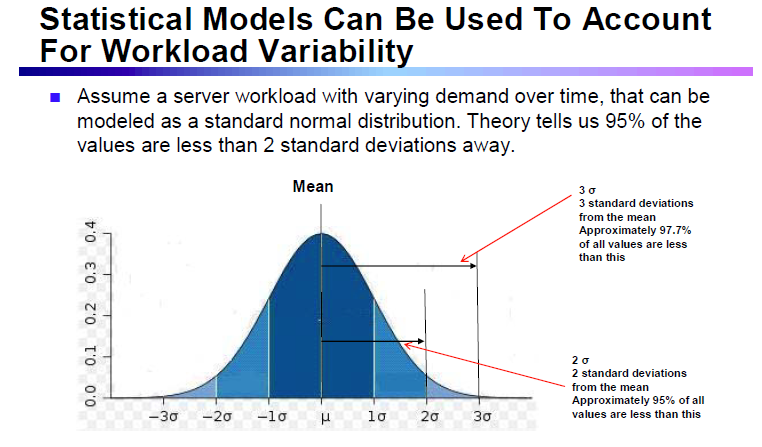 Statistical Models Can Be Used To Account
For Workload Variability
Assume a server workload with varying demand over time, that can be
modeled as a standard normal distribution. Theory tells us 95% of the
values are less than 2 standard deviations away.
Mean
3 σ
3 standard deviations
from the mean
Approximately 97.7%
of all values are less
than this
0.4
0.3
0.2
0.1
0.0
2 σ
2 standard deviations
from the mean
Approximately 95% of all
values are less than this
−3σ −2σ −1σ μ 1σ 2σ 3σ